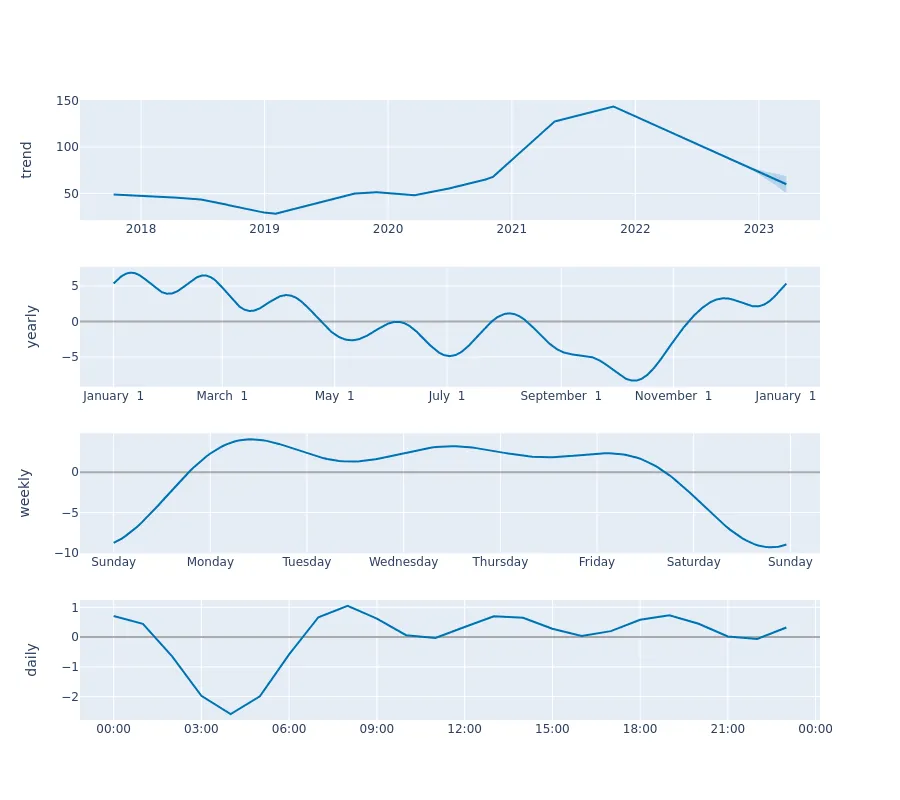 trend
150
100
50
2018 2019 2020 2021 2022 2023
yearly
5
0
−5
January 1 March 1 May 1 July 1 September 1 November 1 January 1
weekly
0
−5
−10
Sunday Monday Tuesday Wednesday Thursday Friday Saturday Sunday
daily
1
0
−1
−2
00:00 03:00 06:00 09:00 12:00 15:00 18:00 21:00 00:00